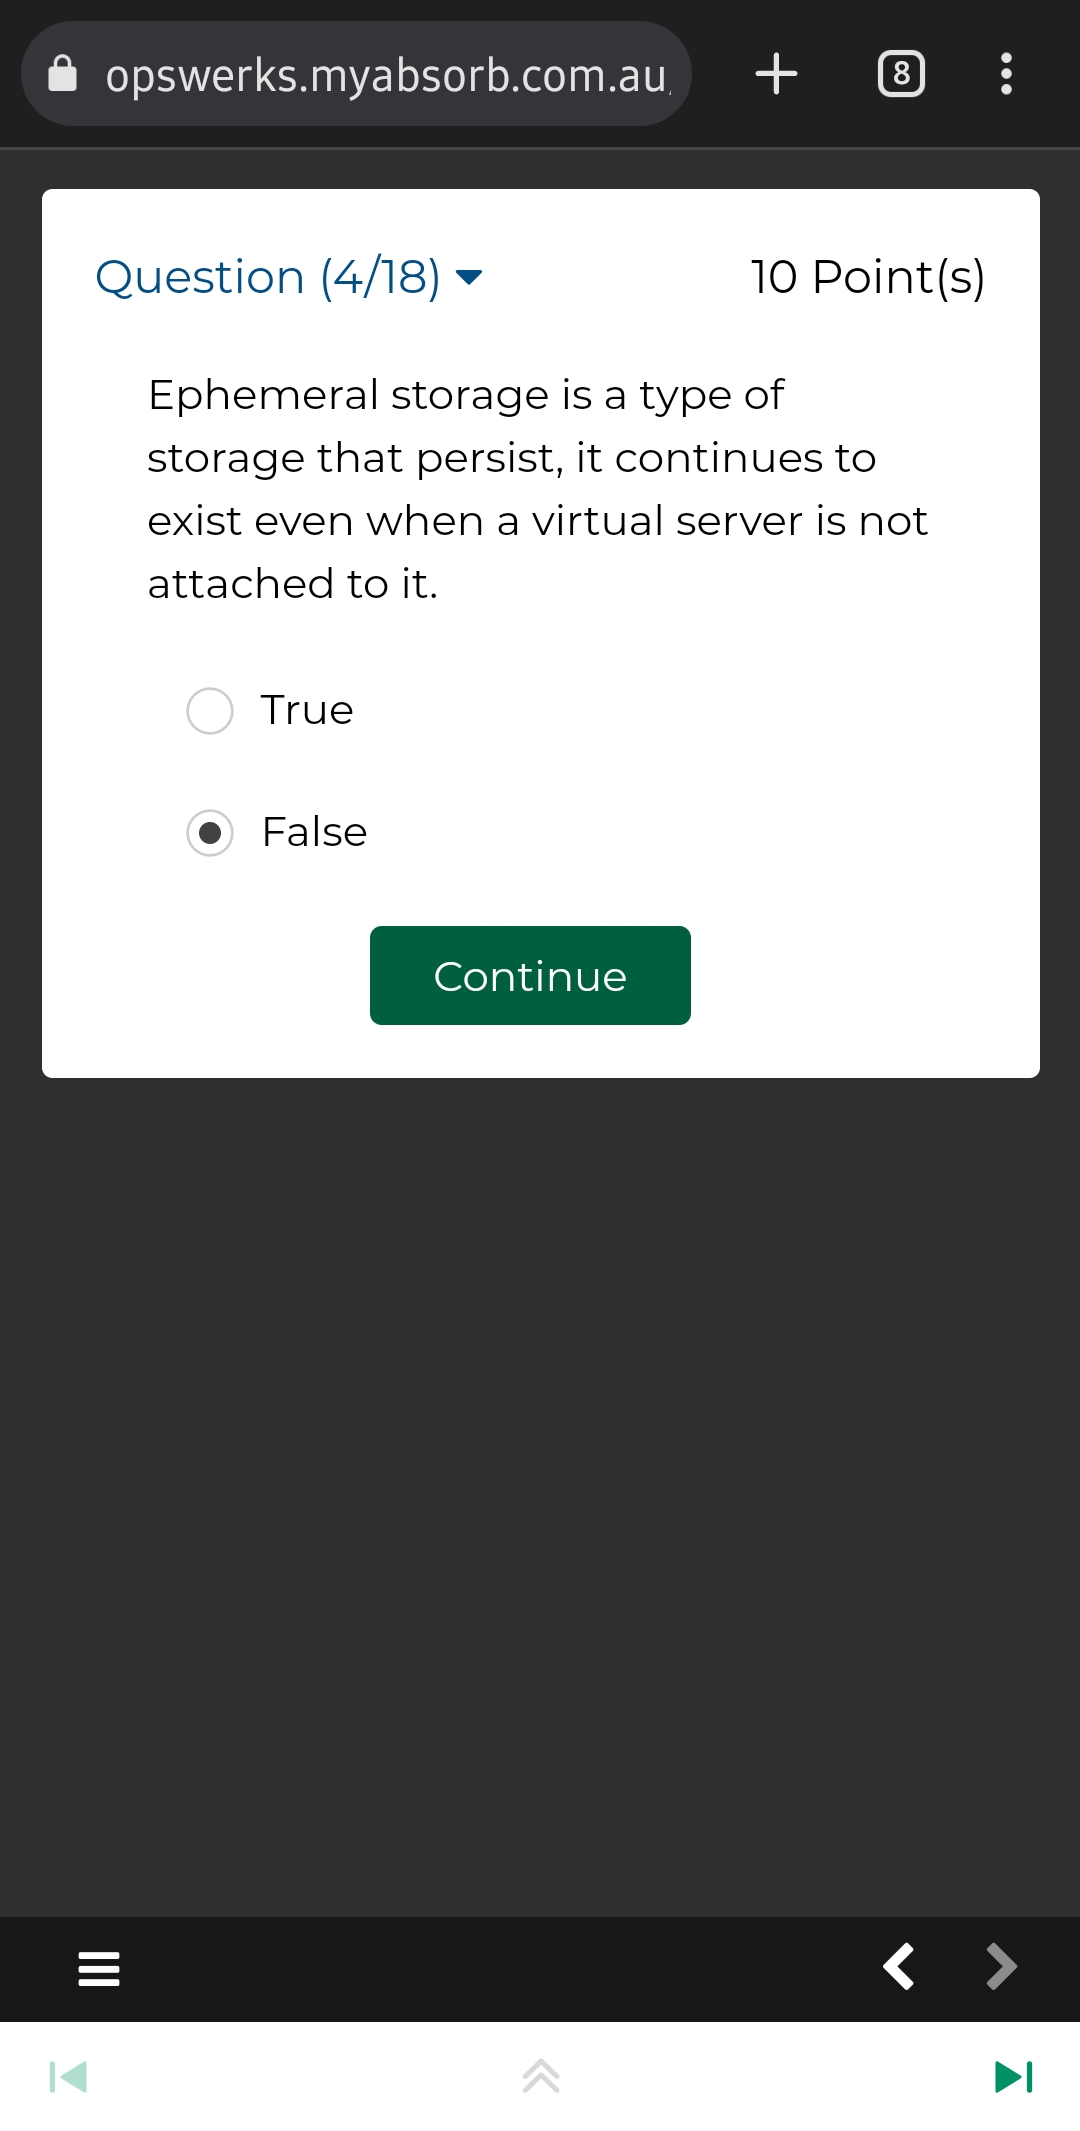 opswerks.myabsorb.com.au
8
Question (4/18)
10 Point(s)
Ephemeral storage is a type of
storage that persist, it continues to
exist even when a virtual server is not
attached to it.
True
False
Continue